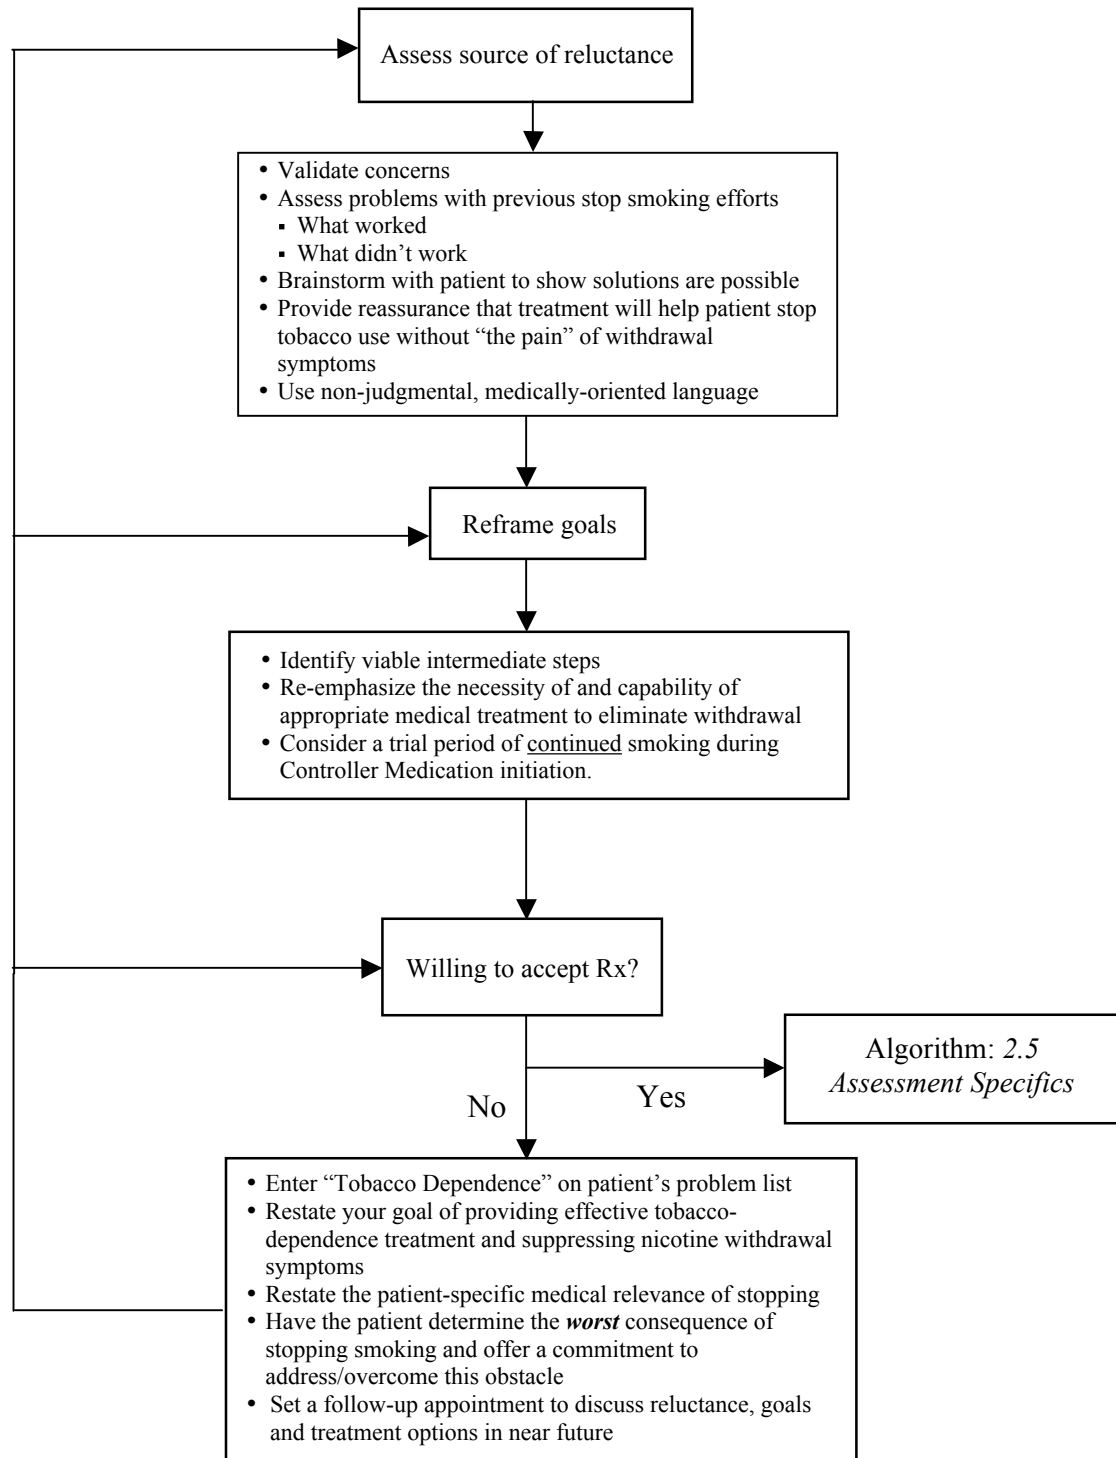 Assess source of reluctance
• Validate concerns
• Assess problems with previous stop smoking efforts
▪ What worked
▪ What didn’t work
• Brainstorm with patient to show solutions are possible
• Provide reassurance that treatment will help patient stop
tobacco use without “the pain” of withdrawal
symptoms
• Use non-judgmental, medically-oriented language
Reframe goals
• Identify viable intermediate steps
• Re-emphasize the necessity of and capability of
appropriate medical treatment to eliminate withdrawal
• Consider a trial period of continued smoking during
Controller Medication initiation.
Willing to accept Rx?
Algorithm: 2.5
Assessment Specifics
No
Yes
• Enter “Tobacco Dependence” on patient’s problem list
• Restate your goal of providing effective tobacco-
dependence treatment and suppressing nicotine withdrawal
symptoms
• Restate the patient-specific medical relevance of stopping
• Have the patient determine the worst consequence of
stopping smoking and offer a commitment to
address/overcome this obstacle
• Set a follow-up appointment to discuss reluctance, goals
and treatment options in near future